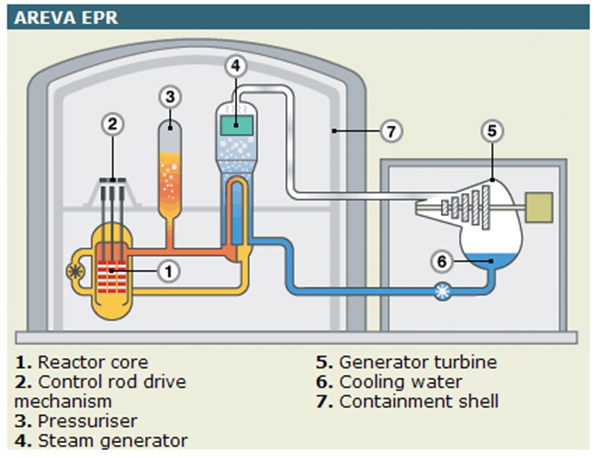 AREVA EPR
4
3
2
7
5
1
6
1. Reactor core
2. Control rod drive
mechanism
3. Pressuriser
4. Steam generator
5. Generator turbine
6. Cooling water
7. Containment shell